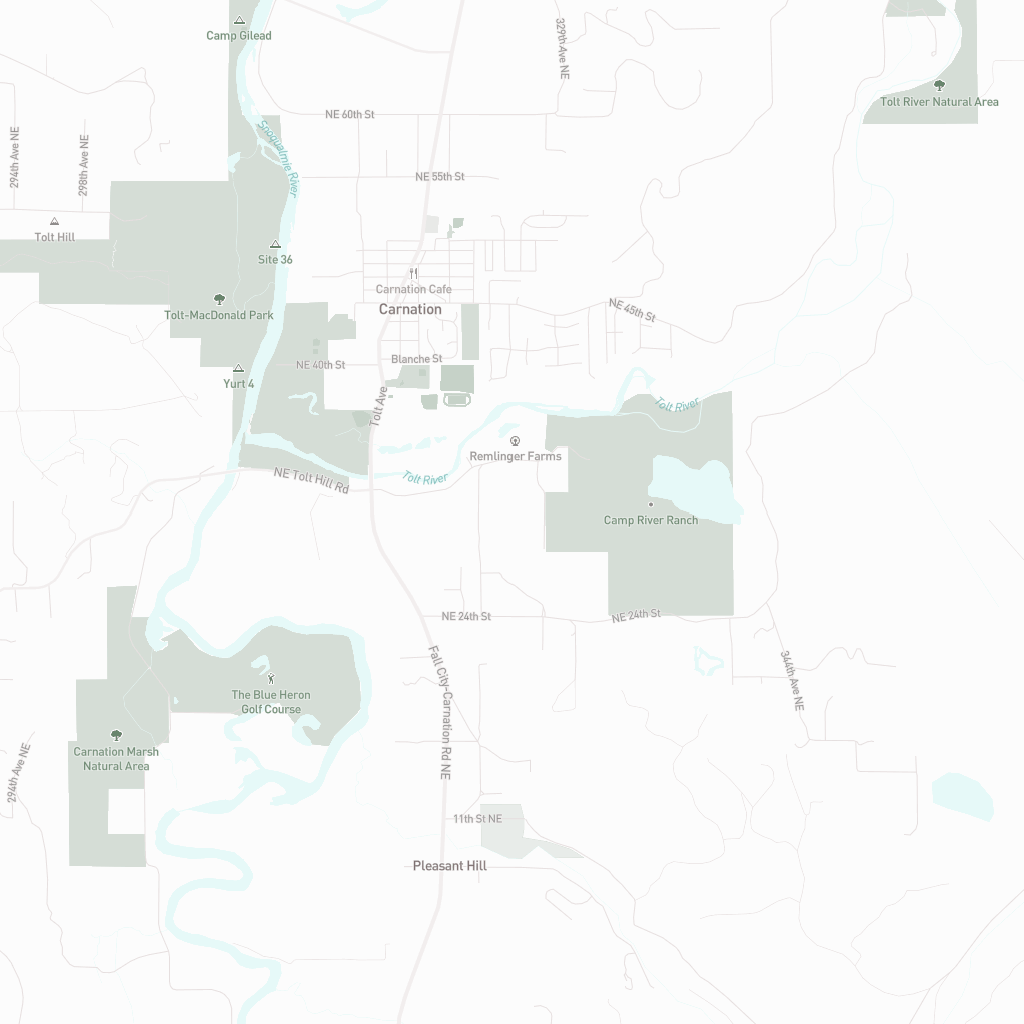 Camp Gilead
329th Ave NE
Tolt River Natural Area
NE 60th St
Snoqualmie River
294th Ave NE
298th Ave NE
NE 55th St
Tolt Hill
Site 36
Carnation Cafe
Tolt-MacDonald Park
Carnation
NE 45th St
Blanche St
NE 40th St
Yurt 4
Tolt Ave
Tolt River
Remlinger Farms
NE Tolt Hill Rd
Tolt River
Camp River Ranch
NE 24th St
NE 24th St
Fall City-Carnation Rd NE
344th Ave NE
The Blue Heron
Golf Course
Carnation Marsh
Natural Area
294th Ave NE
11th St NE
Pleasant Hill